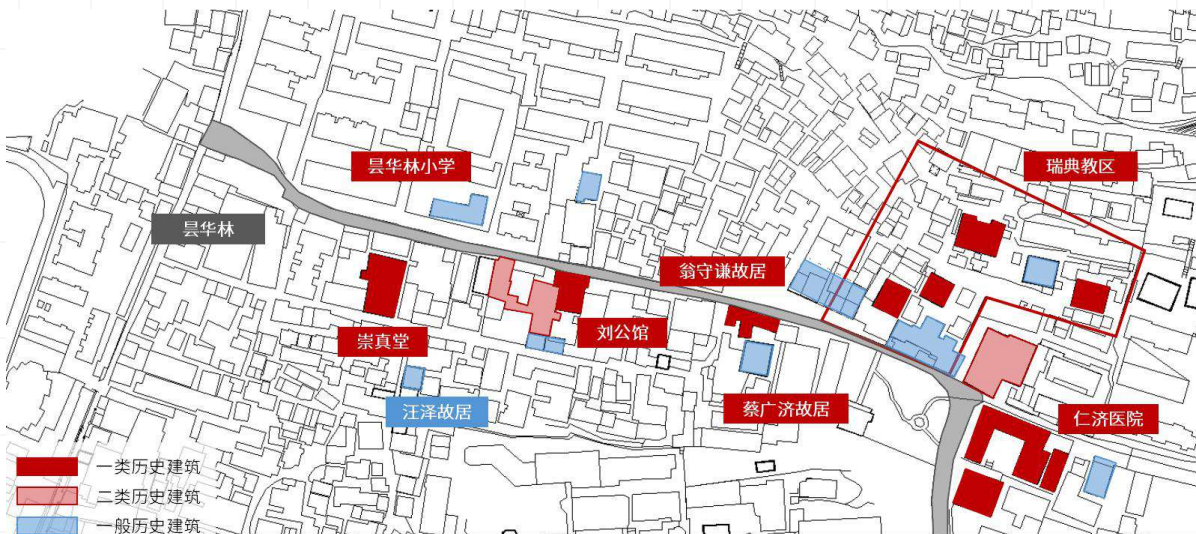 昙华林小学
瑞典教区
昙华林
翁守谦故居
崇真堂
刘公馆
汪泽故居
蔡广济故居
仁济医院
一类历史建筑
二类历史建筑
一般历史建筑